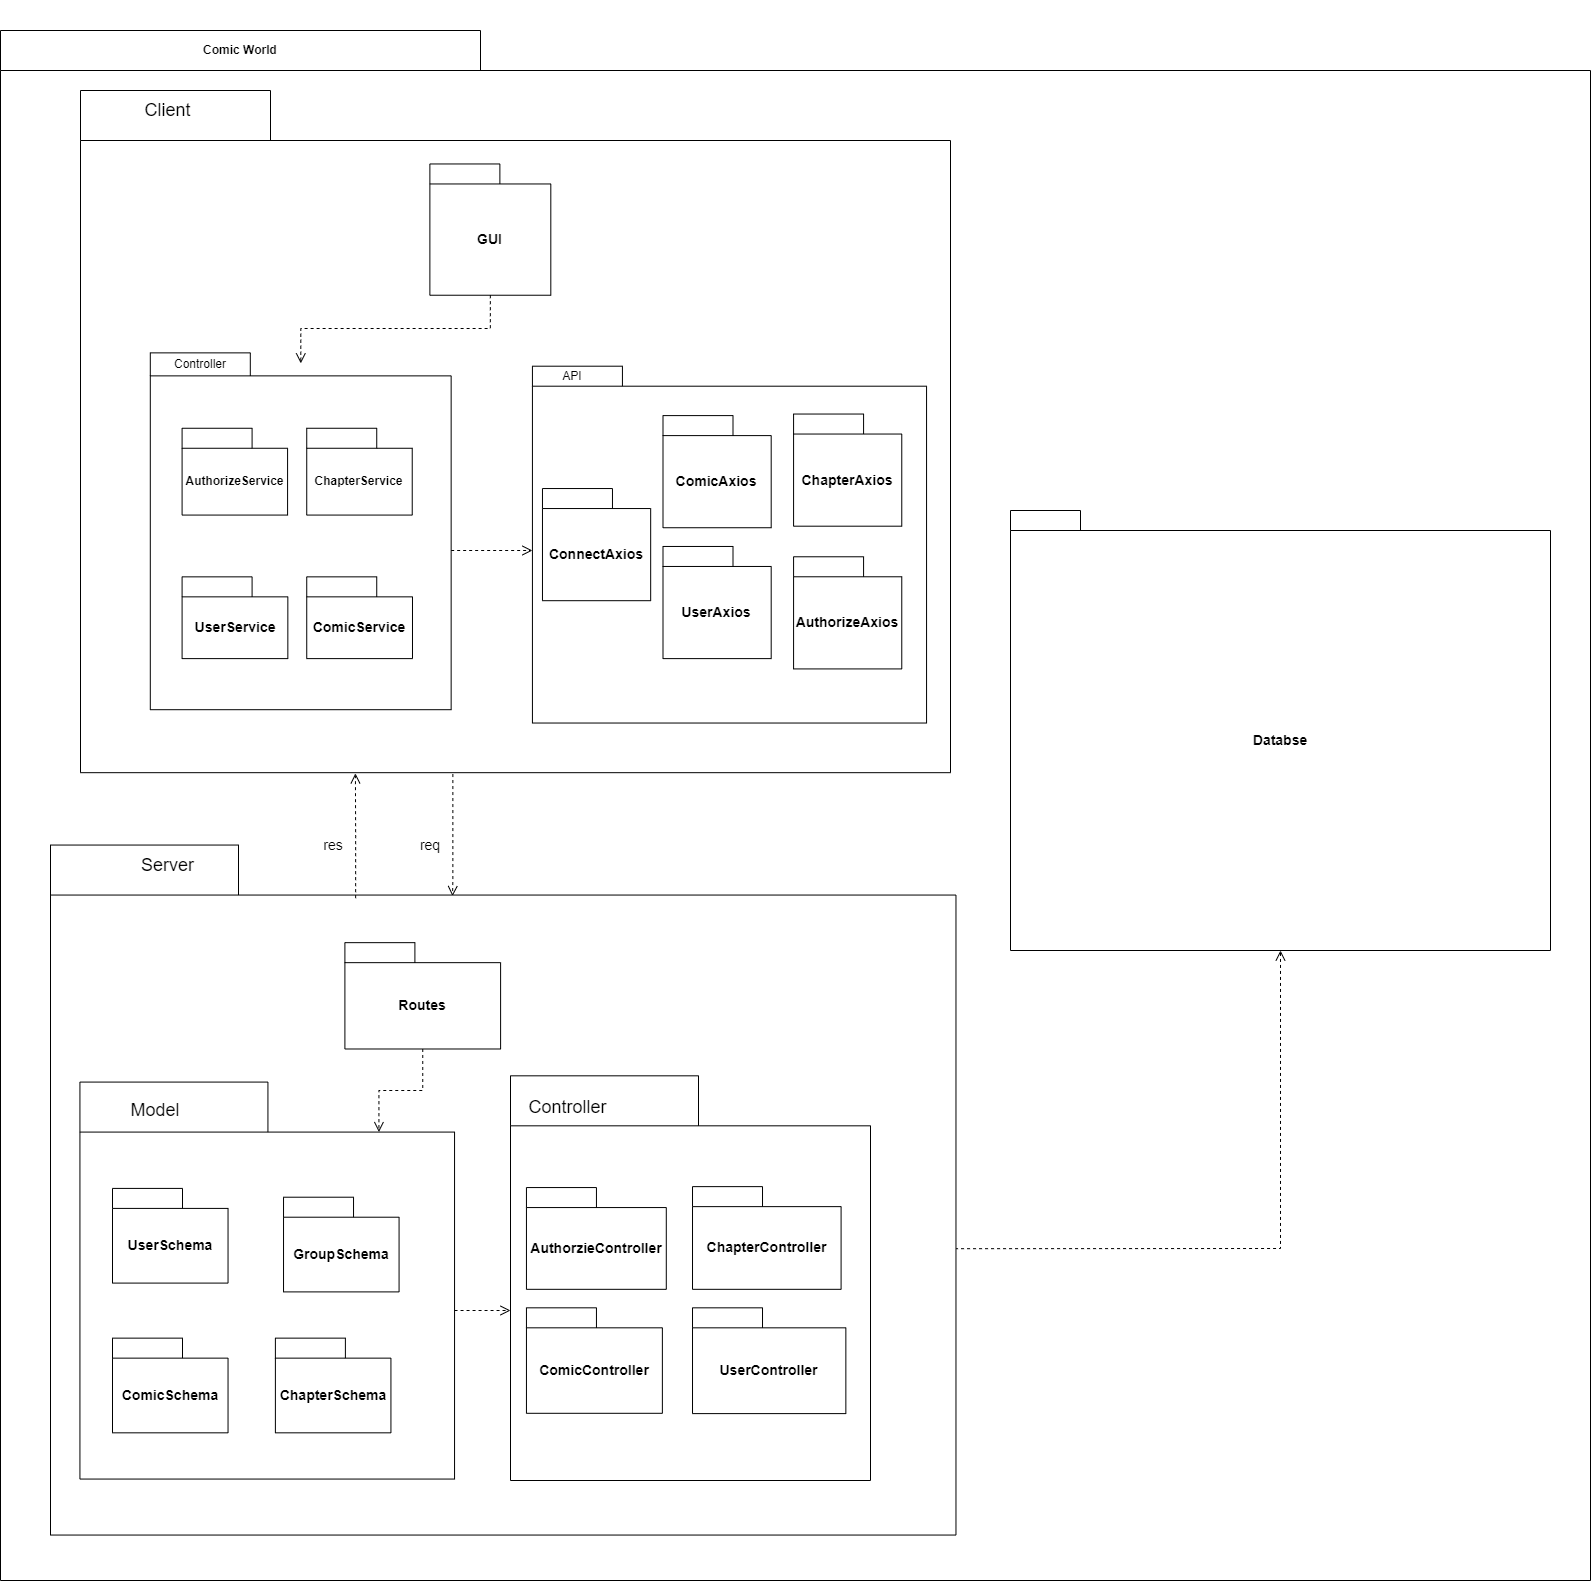 Comic World
Client
GUI
Controller
AuthorizeService
ChapterService
UserService
ComicService
API
ConnectAxios
ComicAxios
ChapterAxios
UserAxios
AuthorizeAxios
Databse
res
req
Server
Routes
Model
UserSchema
GroupSchema
ComicSchema
ChapterSchema
Controller
AuthorzieController
ChapterController
ComicController
UserController